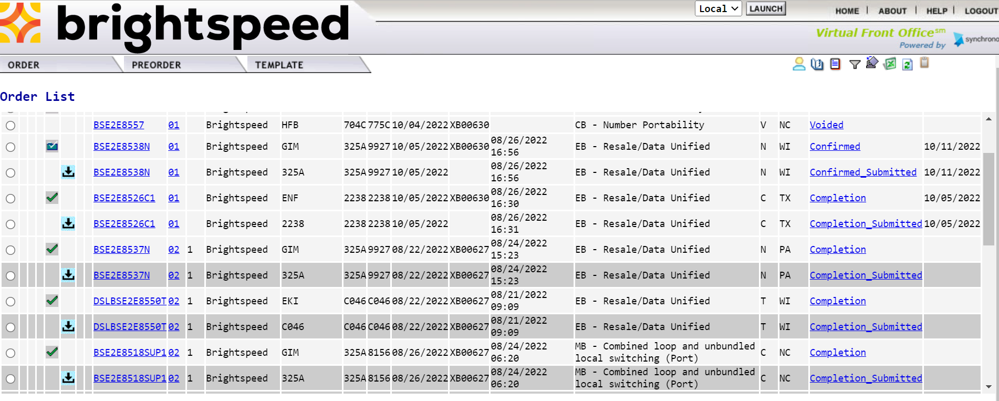 brightspeed
Local LAUNCH HOME | ABOUT | HELP | LOGOUT
Virtual Front Office℠
Powered by synchrono
ORDER PREORDER TEMPLATE
Order List
BSE2E8557 01 Brightspeed HFB 704C 775C 10/04/2022 XB00630 CB - Number Portability V NC Voided
BSE2E8538N 01 Brightspeed GIM 325A 9927 10/05/2022 XB00630 08/26/2022 16:56 EB - Resale/Data Unified N WI Confirmed 10/11/2022
BSE2E8538N 01 Brightspeed 325A 325A 9927 10/05/2022 08/26/2022 16:56 EB - Resale/Data Unified N WI Confirmed_Submitted 10/11/2022
BSE2E8526C1 01 Brightspeed ENF 2238 2238 10/05/2022 XB00630 08/26/2022 16:30 EB - Resale/Data Unified C TX Completion 10/05/2022
BSE2E8526C1 01 Brightspeed 2238 2238 2238 10/05/2022 08/26/2022 16:31 EB - Resale/Data Unified C TX Completion_Submitted 10/05/2022
BSE2E8537N 02 1 Brightspeed GIM 325A 9927 08/22/2022 XB00627 08/24/2022 15:23 EB - Resale/Data Unified N PA Completion
BSE2E8537N 02 1 Brightspeed 325A 325A 9927 08/22/2022 XB00627 08/24/2022 15:23 EB - Resale/Data Unified N PA Completion_Submitted
DSLBSE2E8550T 02 1 Brightspeed EKI C046 C046 08/22/2022 XB00627 08/21/2022 09:09 EB - Resale/Data Unified T WI Completion
DSLBSE2E8550T 02 1 Brightspeed C046 C046 C046 08/22/2022 XB00627 08/21/2022 09:09 EB - Resale/Data Unified T WI Completion_Submitted
BSE2E8518SUP1 02 1 Brightspeed GIM 325A 8156 08/26/2022 XB00627 08/24/2022 06:20 MB - Combined loop and unbundled local switching (Port) C NC Completion
BSE2E8518SUP1 02 1 Brightspeed 325A 325A 8156 08/26/2022 XB00627 08/24/2022 06:20 MB - Combined loop and unbundled local switching (Port) C NC Completion_Submitted